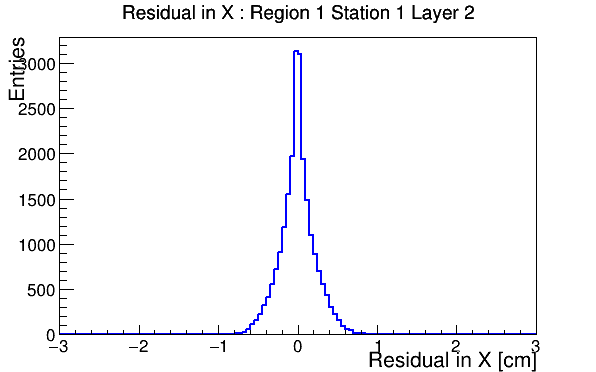 Residual in X : Region 1 Station 1 Layer 2
Entries
3000
2500
2000
1500
1000
500
0
−3 −2 −1 0 1 2 3
Residual in X [cm]